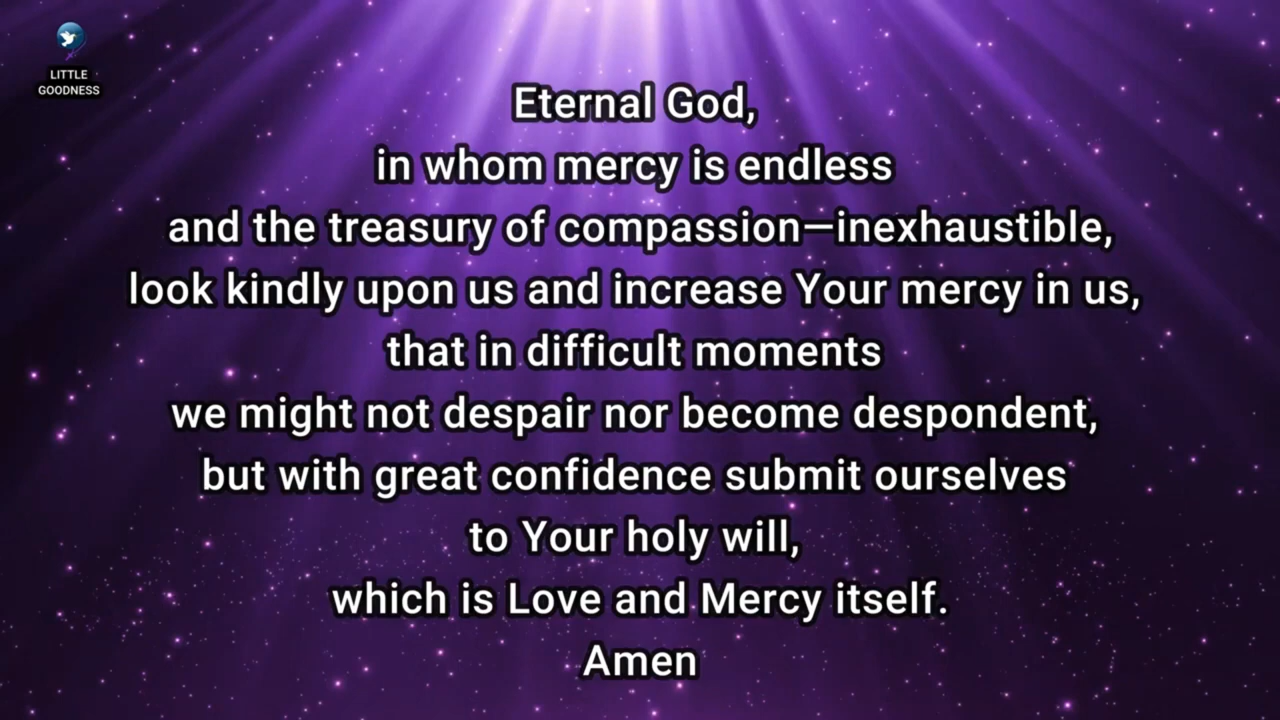 LITTLE
GOODNESS
Eternal God,
in whom mercy is endless
and the treasury of compassion—inexhaustible,
look kindly upon us and increase Your mercy in us,
that in difficult moments
we might not despair nor become despondent,
but with great confidence submit ourselves
to Your holy will,
which is Love and Mercy itself.
Amen